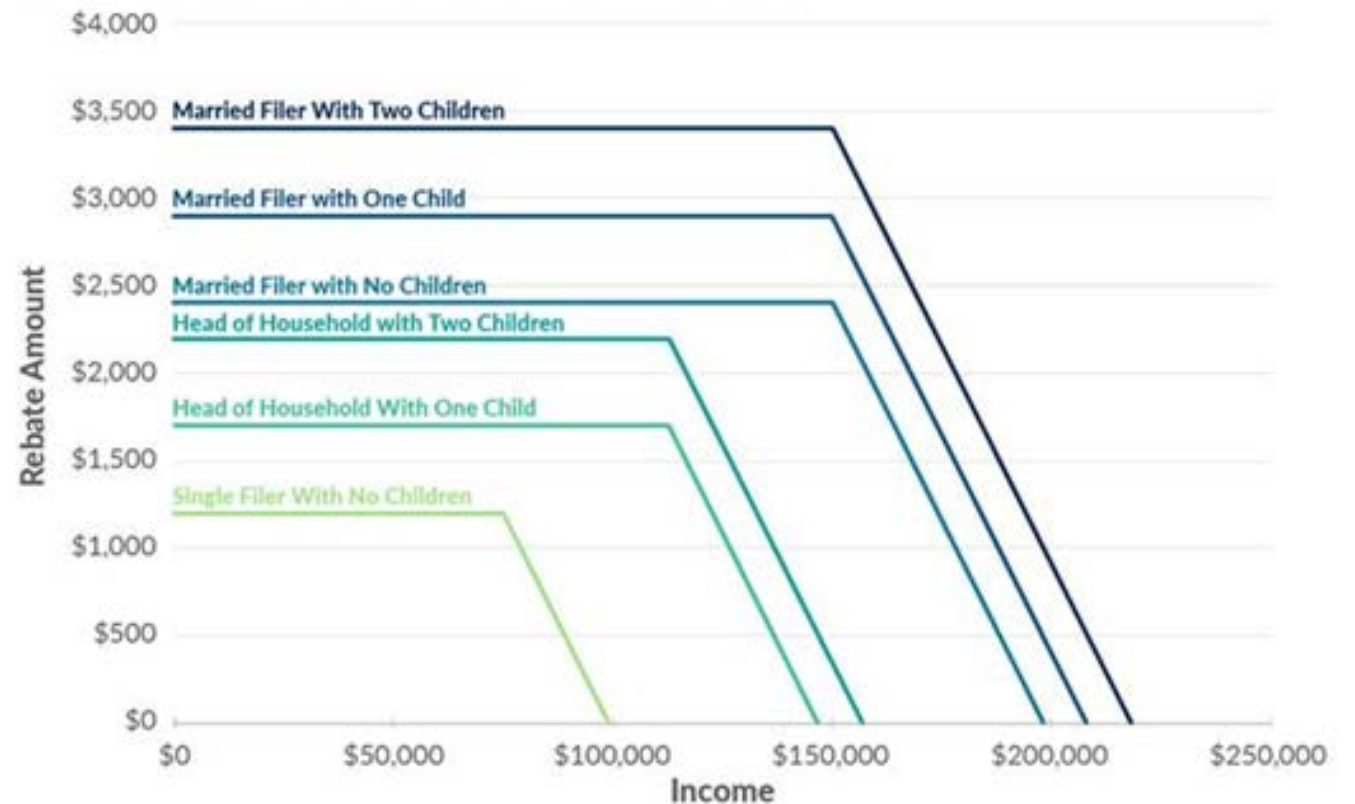 $4,000
$3,500
Married Filer With Two Children
$3,000
Married Filer with One Child
$2,500
Married Filer with No Children
Head of Household with Two Children
$2,000
Head of Household With One Child
$1,500
Single Filer With No Children
$1,000
$500
$0
Rebate Amount
$0 $50,000 $100,000 $150,000 $200,000 $250,000
Income